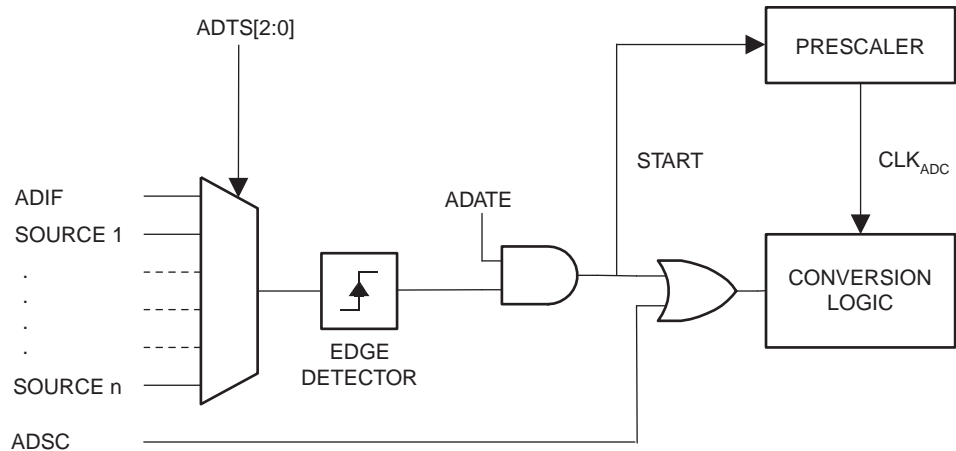 ADTS[2:0]
PRESCALER
START
CLKADC
ADIF
ADATE
SOURCE 1
.
.
.
.
CONVERSION
LOGIC
EDGE
DETECTOR
SOURCE n
ADSC